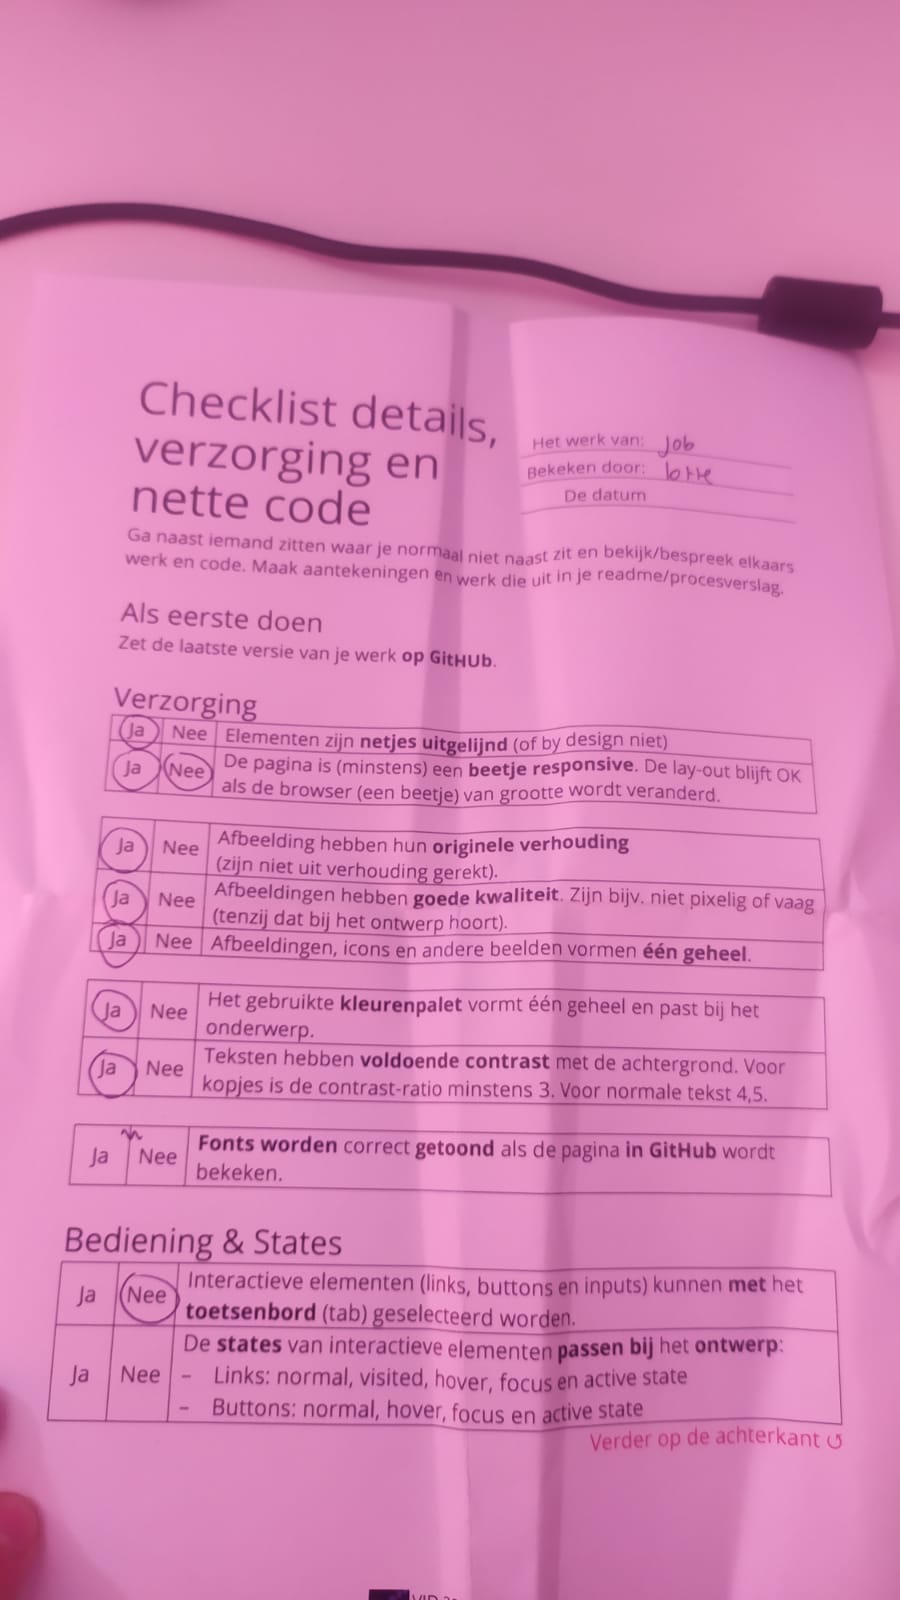 Checklist details,
verzorging en
nette code
Het werk van: Job
Bekeken door: lotte
De datum
Ga naast iemand zitten waar je normaal niet naast zit en bekijk/bespreek elkaars
werk en code. Maak aantekeningen en werk die uit in je readme/procesverslag.
Als eerste doen
Zet de laatste versie van je werk op GitHUb.
Verzorging
Ja Nee Elementen zijn netjes uitgelijnd (of by design niet)
Ja Nee De pagina is (minstens) een beetje responsive. De lay-out blijft OK
als de browser (een beetje) van grootte wordt veranderd.
Ja Nee Afbeelding hebben hun originele verhouding
(zijn niet uit verhouding gerekt).
Ja Nee Afbeeldingen hebben goede kwaliteit. Zijn bijv. niet pixelig of vaag
(tenzij dat bij het ontwerp hoort).
Ja Nee Afbeeldingen, icons en andere beelden vormen één geheel.
Ja Nee Het gebruikte kleurenpalet vormt één geheel en past bij het
onderwerp.
Ja Nee Teksten hebben voldoende contrast met de achtergrond. Voor
kopjes is de contrast-ratio minstens 3. Voor normale tekst 4,5.
Ja Nee Fonts worden correct getoond als de pagina in GitHub wordt
bekeken.
Bediening & States
Ja Nee Interactieve elementen (links, buttons en inputs) kunnen met het
toetsenbord (tab) geselecteerd worden.
Ja Nee De states van interactieve elementen passen bij het ontwerp:
– Links: normal, visited, hover, focus en active state
– Buttons: normal, hover, focus en active state
Verder op de achterkant ↺